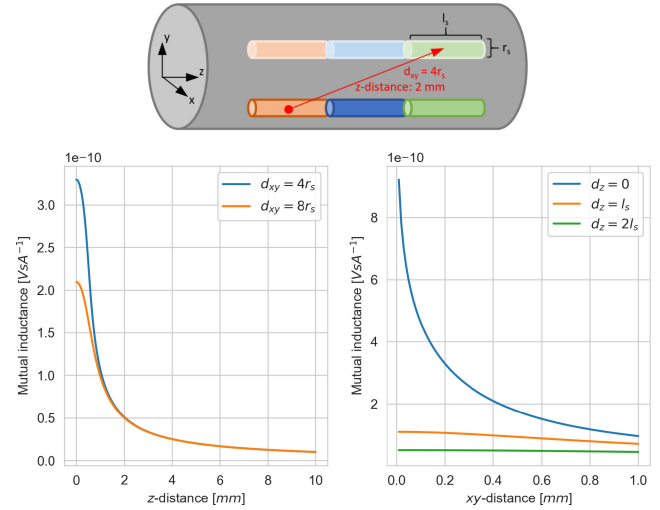 l_s
y
z
x
r_s
d_xy = 4r_s
z-distance: 2 mm
1e−10
1e−10
d_xy = 4r_s
d_xy = 8r_s
d_z = 0
d_z = l_s
d_z = 2l_s
Mutual inductance [VsA⁻¹]
3.0
2.5
2.0
1.5
1.0
0.5
0.0
0 2 4 6 8 10
z-distance [mm]
Mutual inductance [VsA⁻¹]
8
6
4
2
0.0 0.2 0.4 0.6 0.8 1.0
xy-distance [mm]